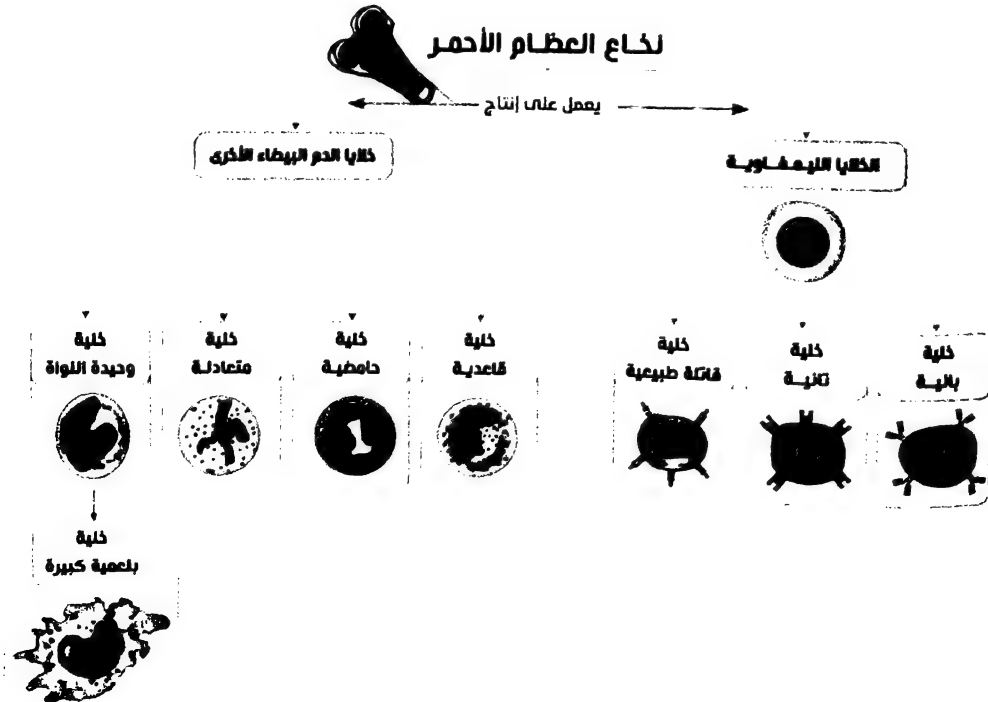 نخاع العظام الأحمر
يعمل على إنتاج
الخلايا الليمفاوية
خلايا الدم البيضاء الأخرى
خلية
بائية
خلية
تائية
خلية
قاتلة طبيعية
خلية
قاعدية
خلية
حامضية
خلية
متعادلة
خلية
وحيدة النواة
خلية
بلعمية كبيرة